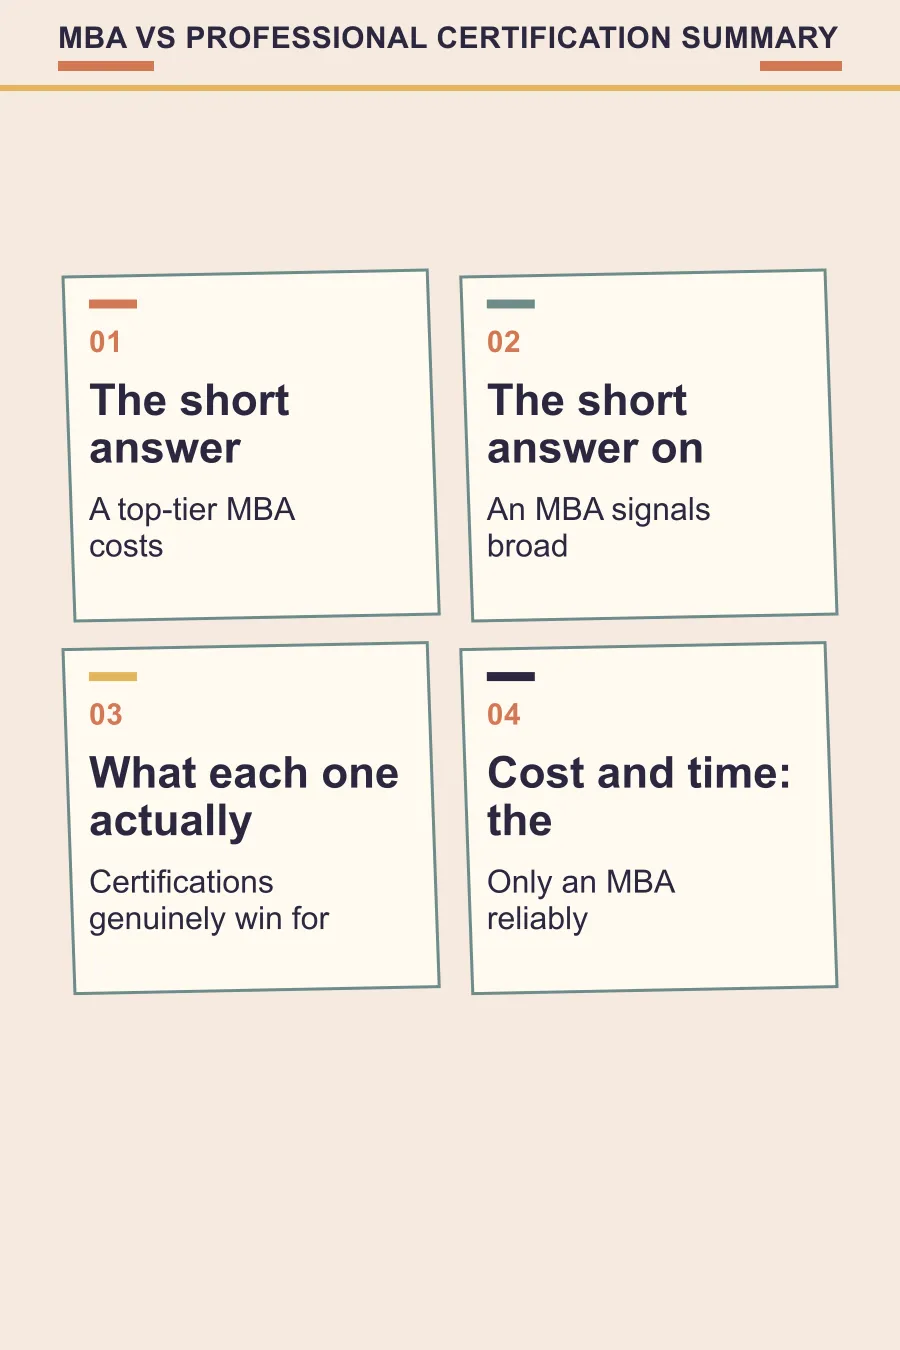 MBA VS PROFESSIONAL CERTIFICATION SUMMARY
01
The short
answer
A top-tier MBA
costs
02
The short
answer on
An MBA signals
broad
03
What each one
actually
Certifications
genuinely win for
04
Cost and time:
the
Only an MBA
reliably